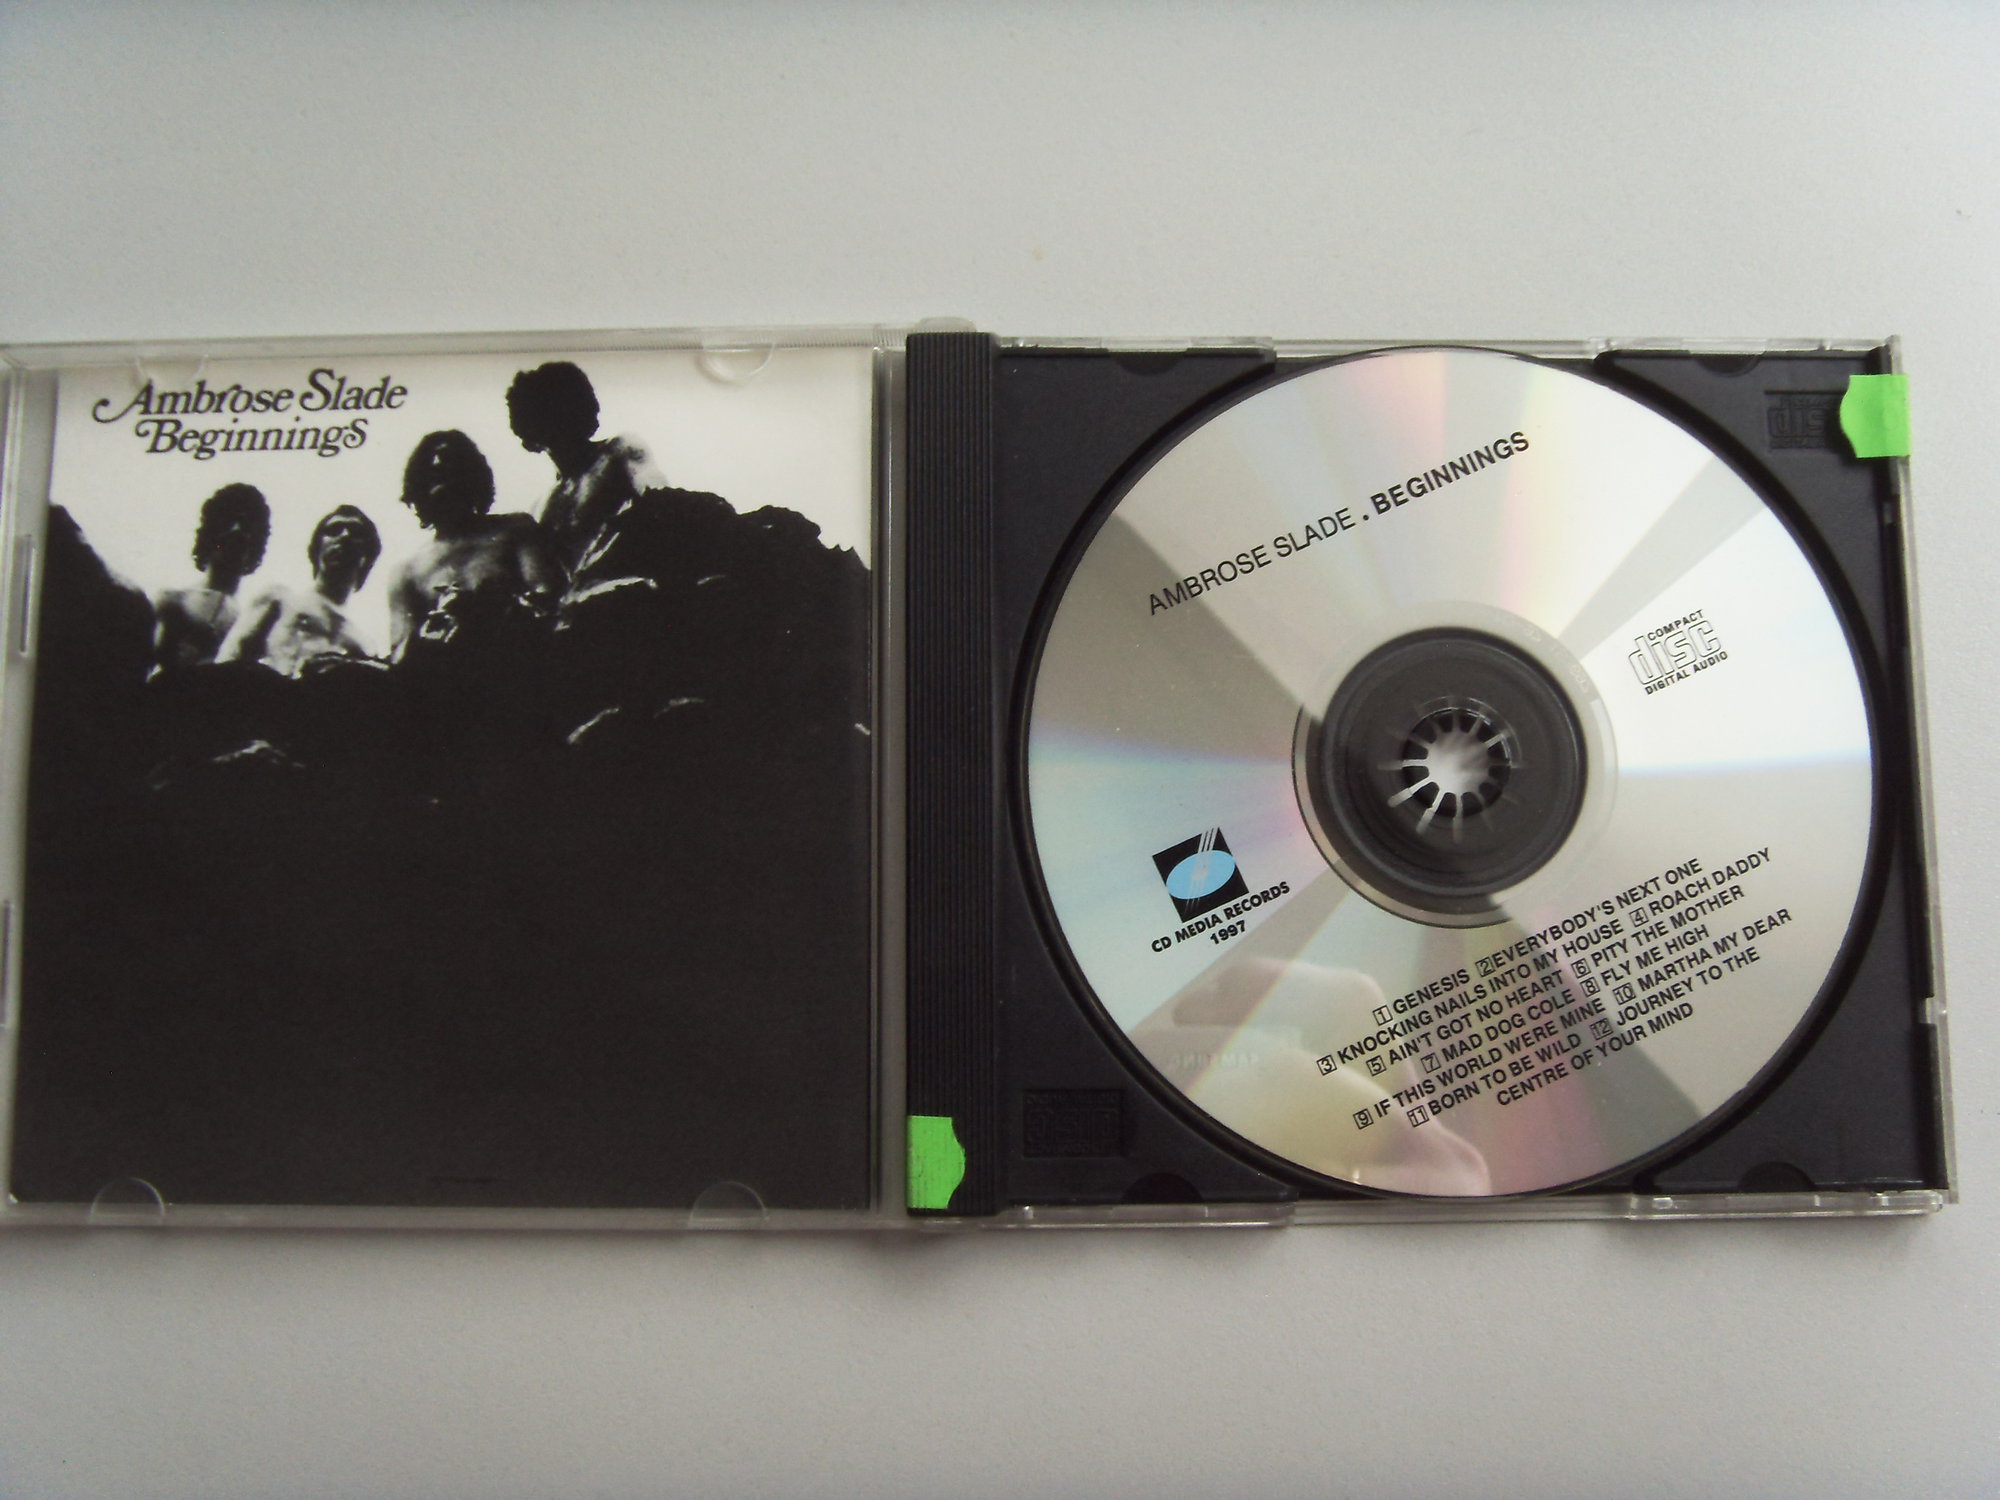 Ambrose Slade
Beginnings
AMBROSE SLADE . BEGINNINGS
COMPACT
disc
DIGITAL AUDIO
CD MEDIA RECORDS
1997
1 GENESIS 2 EVERYBODY'S NEXT ONE
3 KNOCKING NAILS INTO MY HOUSE 4 ROACH DADDY
5 AIN'T GOT NO HEART 6 PITY THE MOTHER
7 MAD DOG COLE 8 FLY ME HIGH
9 IF THIS WORLD WERE MINE 10 MARTHA MY DEAR
11 BORN TO BE WILD 12 JOURNEY TO THE
CENTRE OF YOUR MIND
disc
SAMSUNG